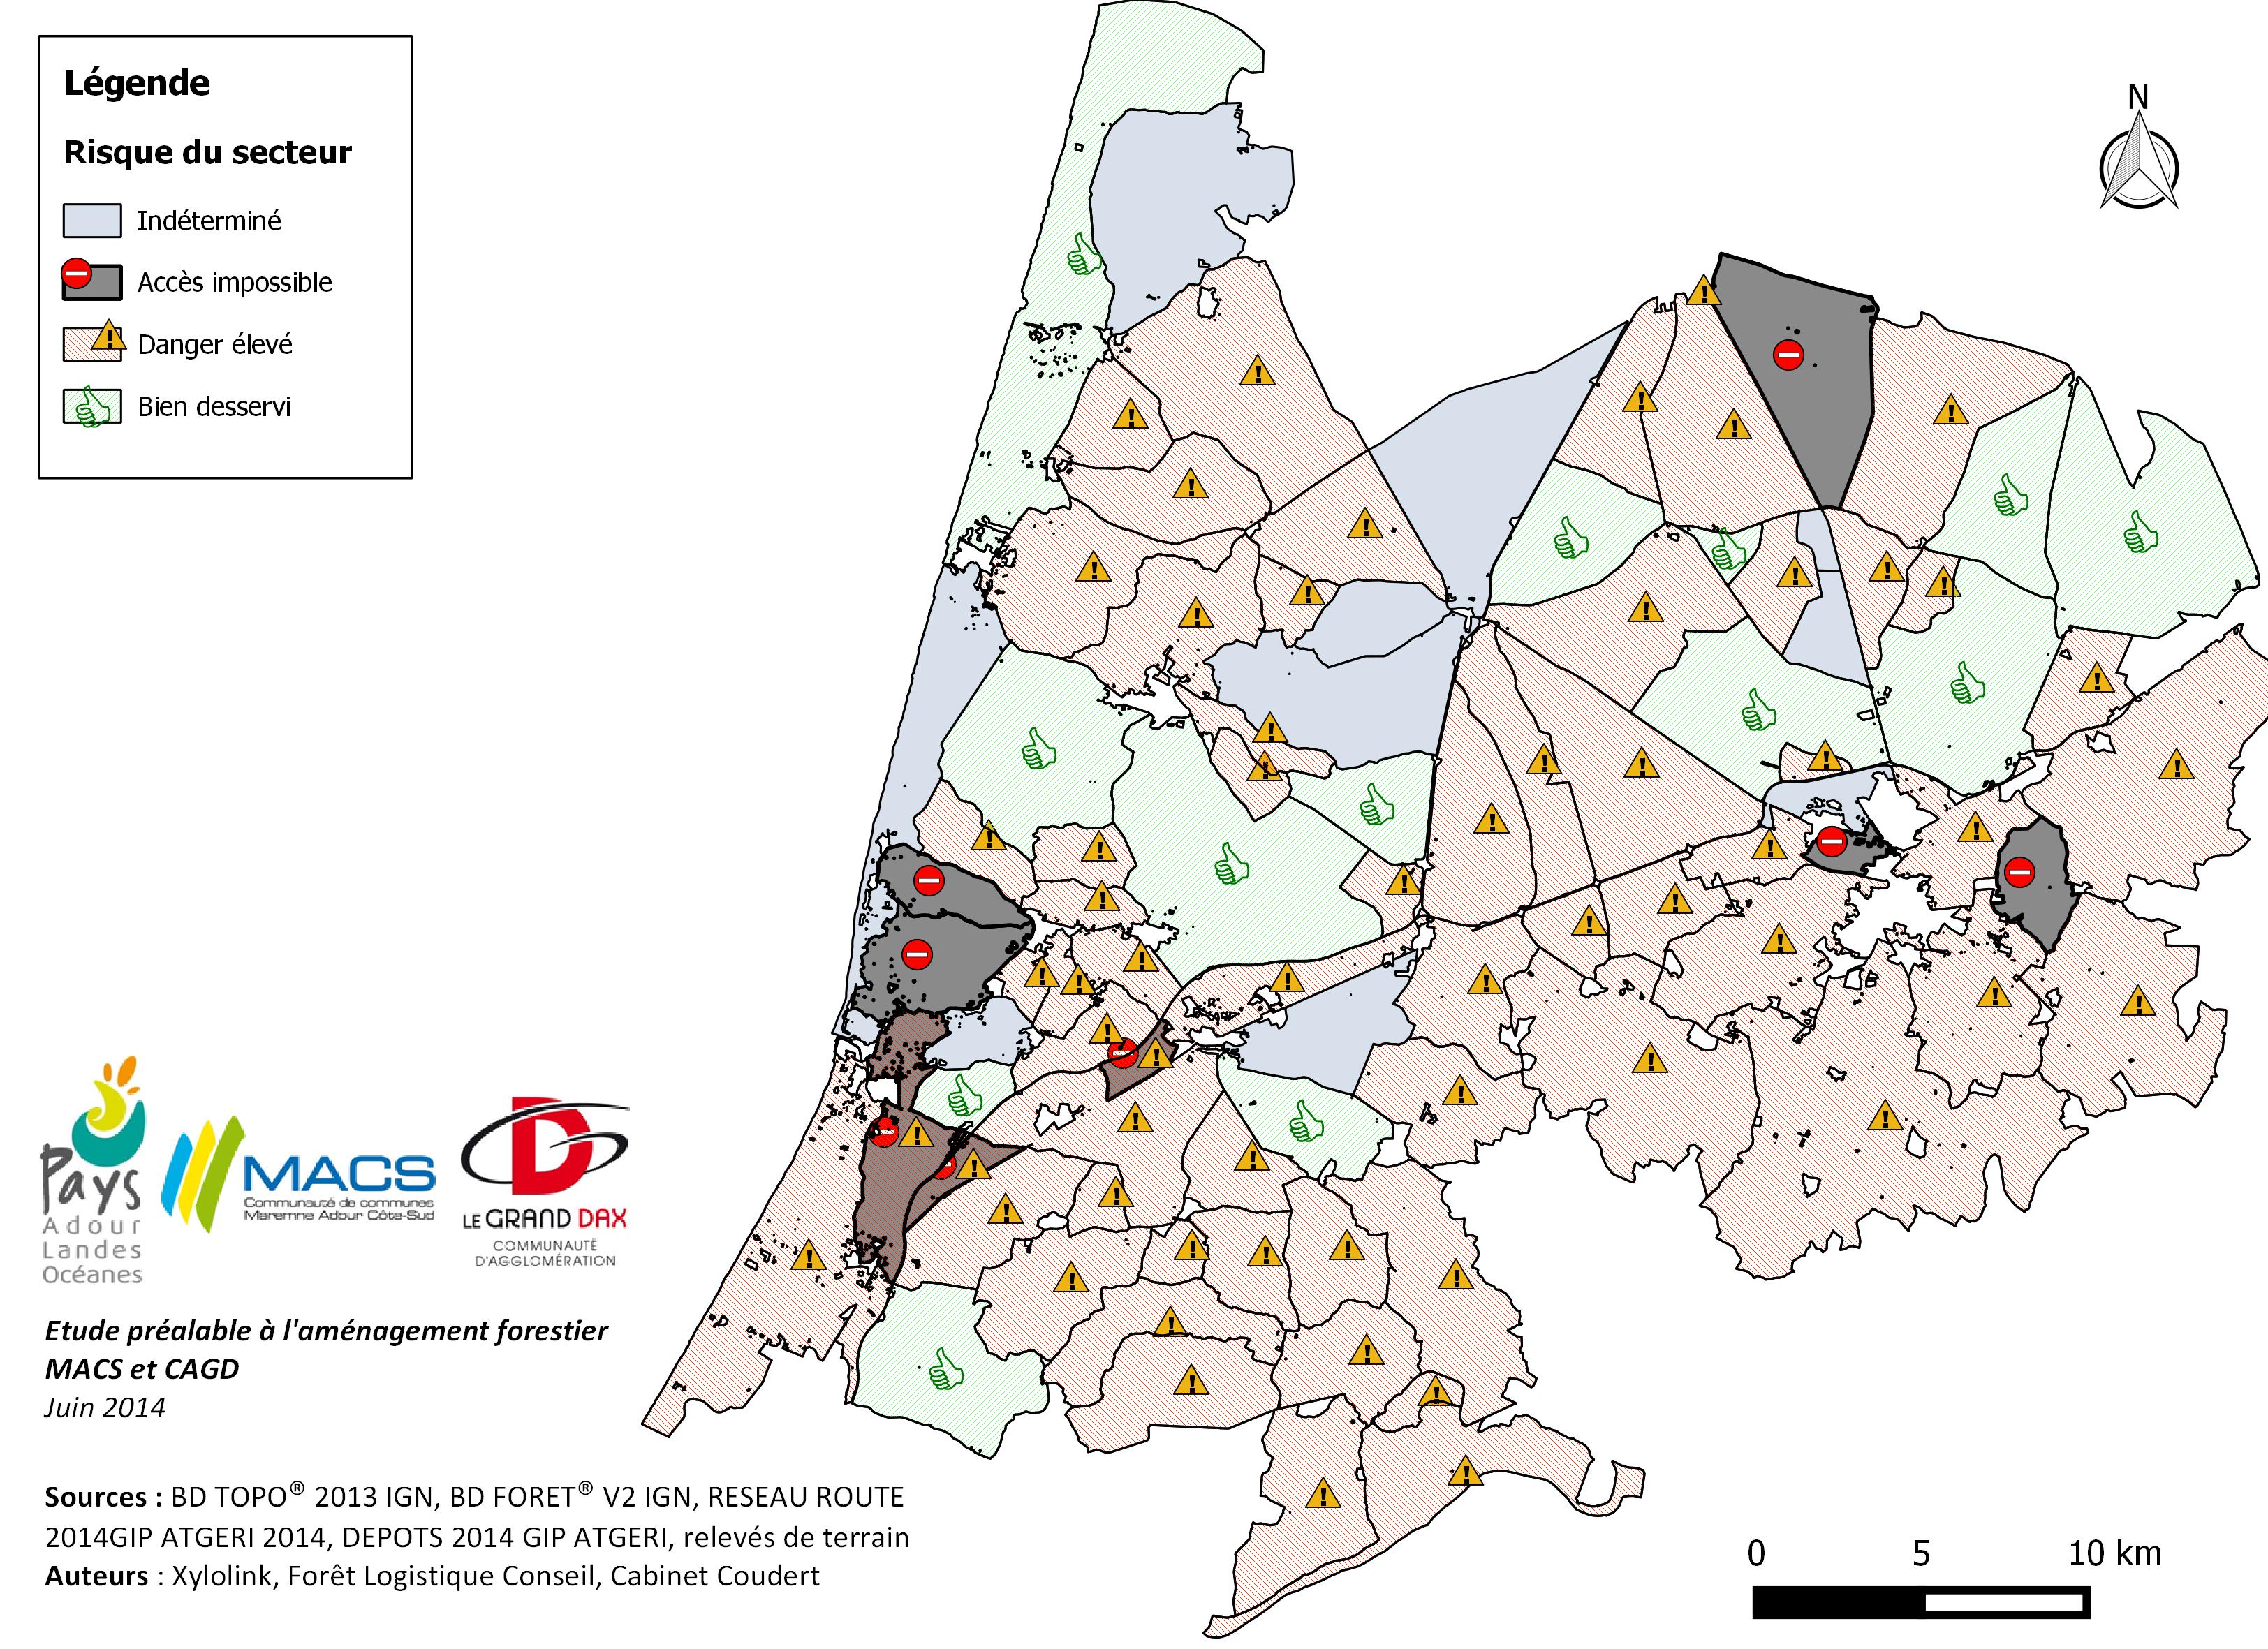 Légende
Risque du secteur
Indéterminé
Accès impossible
Danger élevé
Bien desservi
N
Pays
Adour
Landes
Océanes
MACS
Communauté de communes
Maremne Adour Côte-Sud
D
LE GRAND DAX
COMMUNAUTÉ
D'AGGLOMÉRATION
Etude préalable à l'aménagement forestier
MACS et CAGD
Juin 2014
Sources : BD TOPO® 2013 IGN, BD FORET® V2 IGN, RESEAU ROUTE
2014GIP ATGERI 2014, DEPOTS 2014 GIP ATGERI, relevés de terrain
Auteurs : Xylolink, Forêt Logistique Conseil, Cabinet Coudert
0 5 10 km